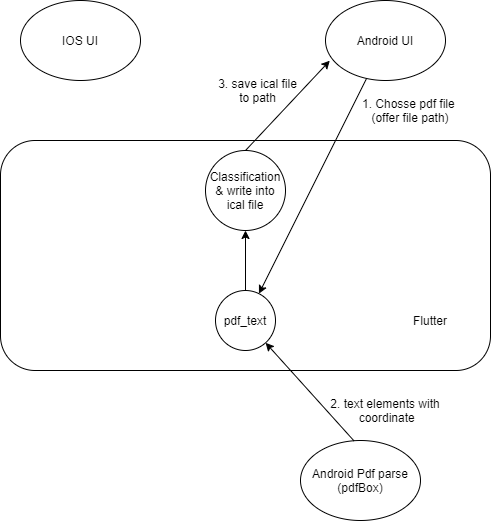 IOS UI
Android UI
3. save ical file
to path
1. Chosse pdf file
(offer file path)
Classification
& write into
ical file
pdf_text
Flutter
2. text elements with
coordinate
Android Pdf parse
(pdfBox)